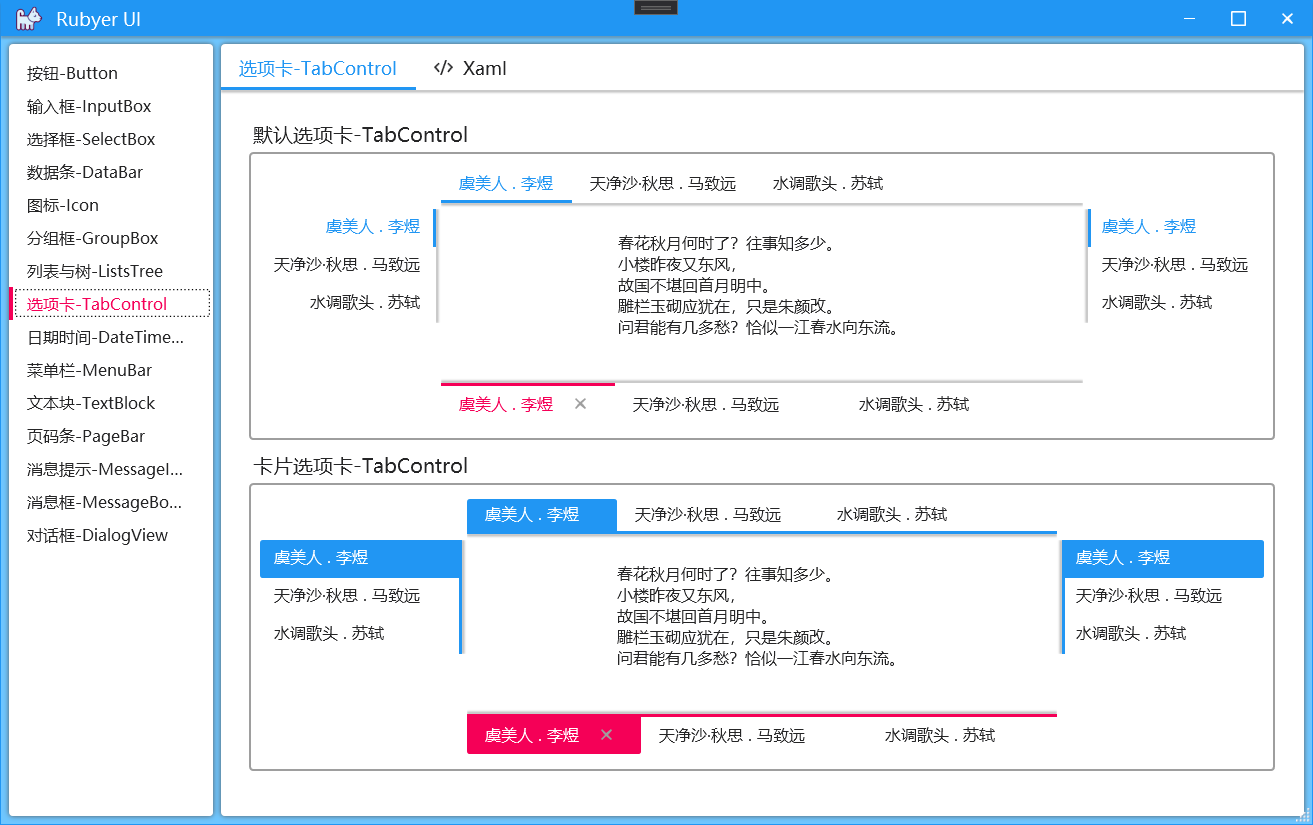 Rubyer UI
按钮-Button
输入框-InputBox
选择框-SelectBox
数据条-DataBar
图标-Icon
分组框-GroupBox
列表与树-ListsTree
选项卡-TabControl
日期时间-DateTime...
菜单栏-MenuBar
文本块-TextBlock
页码条-PageBar
消息提示-MessageI...
消息框-MessageBo...
对话框-DialogView
选项卡-TabControl </> Xaml
默认选项卡-TabControl
虞美人 . 李煜 天净沙·秋思 . 马致远 水调歌头 . 苏轼
虞美人 . 李煜
天净沙·秋思 . 马致远
水调歌头 . 苏轼
春花秋月何时了？往事知多少。
小楼昨夜又东风，
故国不堪回首月明中。
雕栏玉砌应犹在，只是朱颜改。
问君能有几多愁？恰似一江春水向东流。
虞美人 . 李煜
天净沙·秋思 . 马致远
水调歌头 . 苏轼
虞美人 . 李煜 天净沙·秋思 . 马致远 水调歌头 . 苏轼
卡片选项卡-TabControl
虞美人 . 李煜 天净沙·秋思 . 马致远 水调歌头 . 苏轼
虞美人 . 李煜
天净沙·秋思 . 马致远
水调歌头 . 苏轼
春花秋月何时了？往事知多少。
小楼昨夜又东风，
故国不堪回首月明中。
雕栏玉砌应犹在，只是朱颜改。
问君能有几多愁？恰似一江春水向东流。
虞美人 . 李煜
天净沙·秋思 . 马致远
水调歌头 . 苏轼
虞美人 . 李煜 天净沙·秋思 . 马致远 水调歌头 . 苏轼